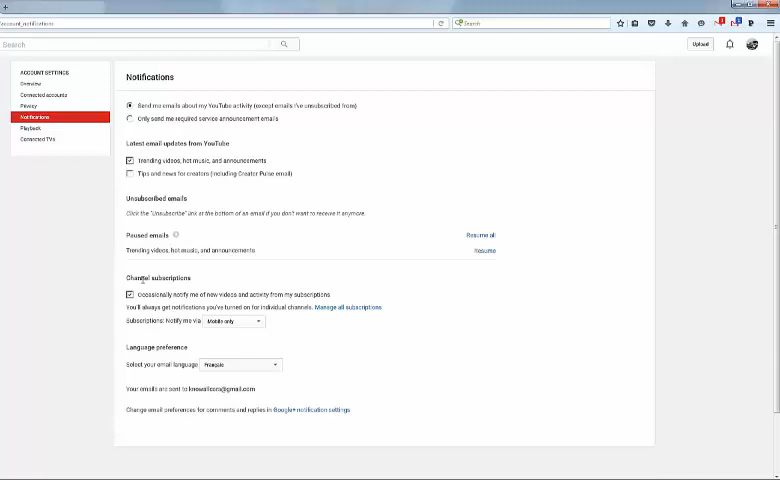 account_notifications
Search
Search
Upload
ACCOUNT SETTINGS
Overview
Connected accounts
Privacy
Notifications
Playback
Connected TVs
Notifications
Send me emails about my YouTube activity (except emails I've unsubscribed from)
Only send me required service announcement emails
Latest email updates from YouTube
Trending videos, hot music, and announcements
Tips and news for creators (including Creator Pulse email)
Unsubscribed emails
Click the "Unsubscribe" link at the bottom of an email if you don't want to receive it anymore.
Paused emails
Resume all
Trending videos, hot music, and announcements
Resume
Channel subscriptions
Occasionally notify me of new videos and activity from my subscriptions
You'll always get notifications you've turned on for individual channels. Manage all subscriptions
Subscriptions: Notify me via Mobile only
Language preference
Select your email language Français
Your emails are sent to knowallcors@gmail.com
Change email preferences for comments and replies in Google+ notification settings